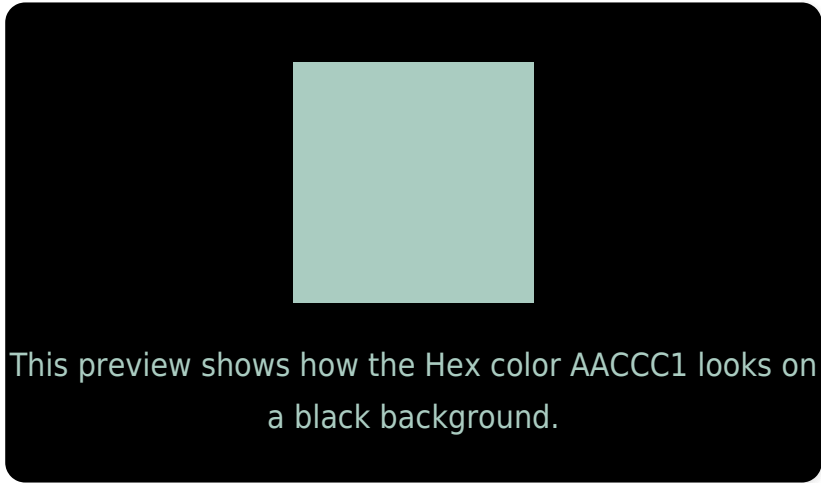 This preview shows how the Hex color AACCC1 looks on
a black background.